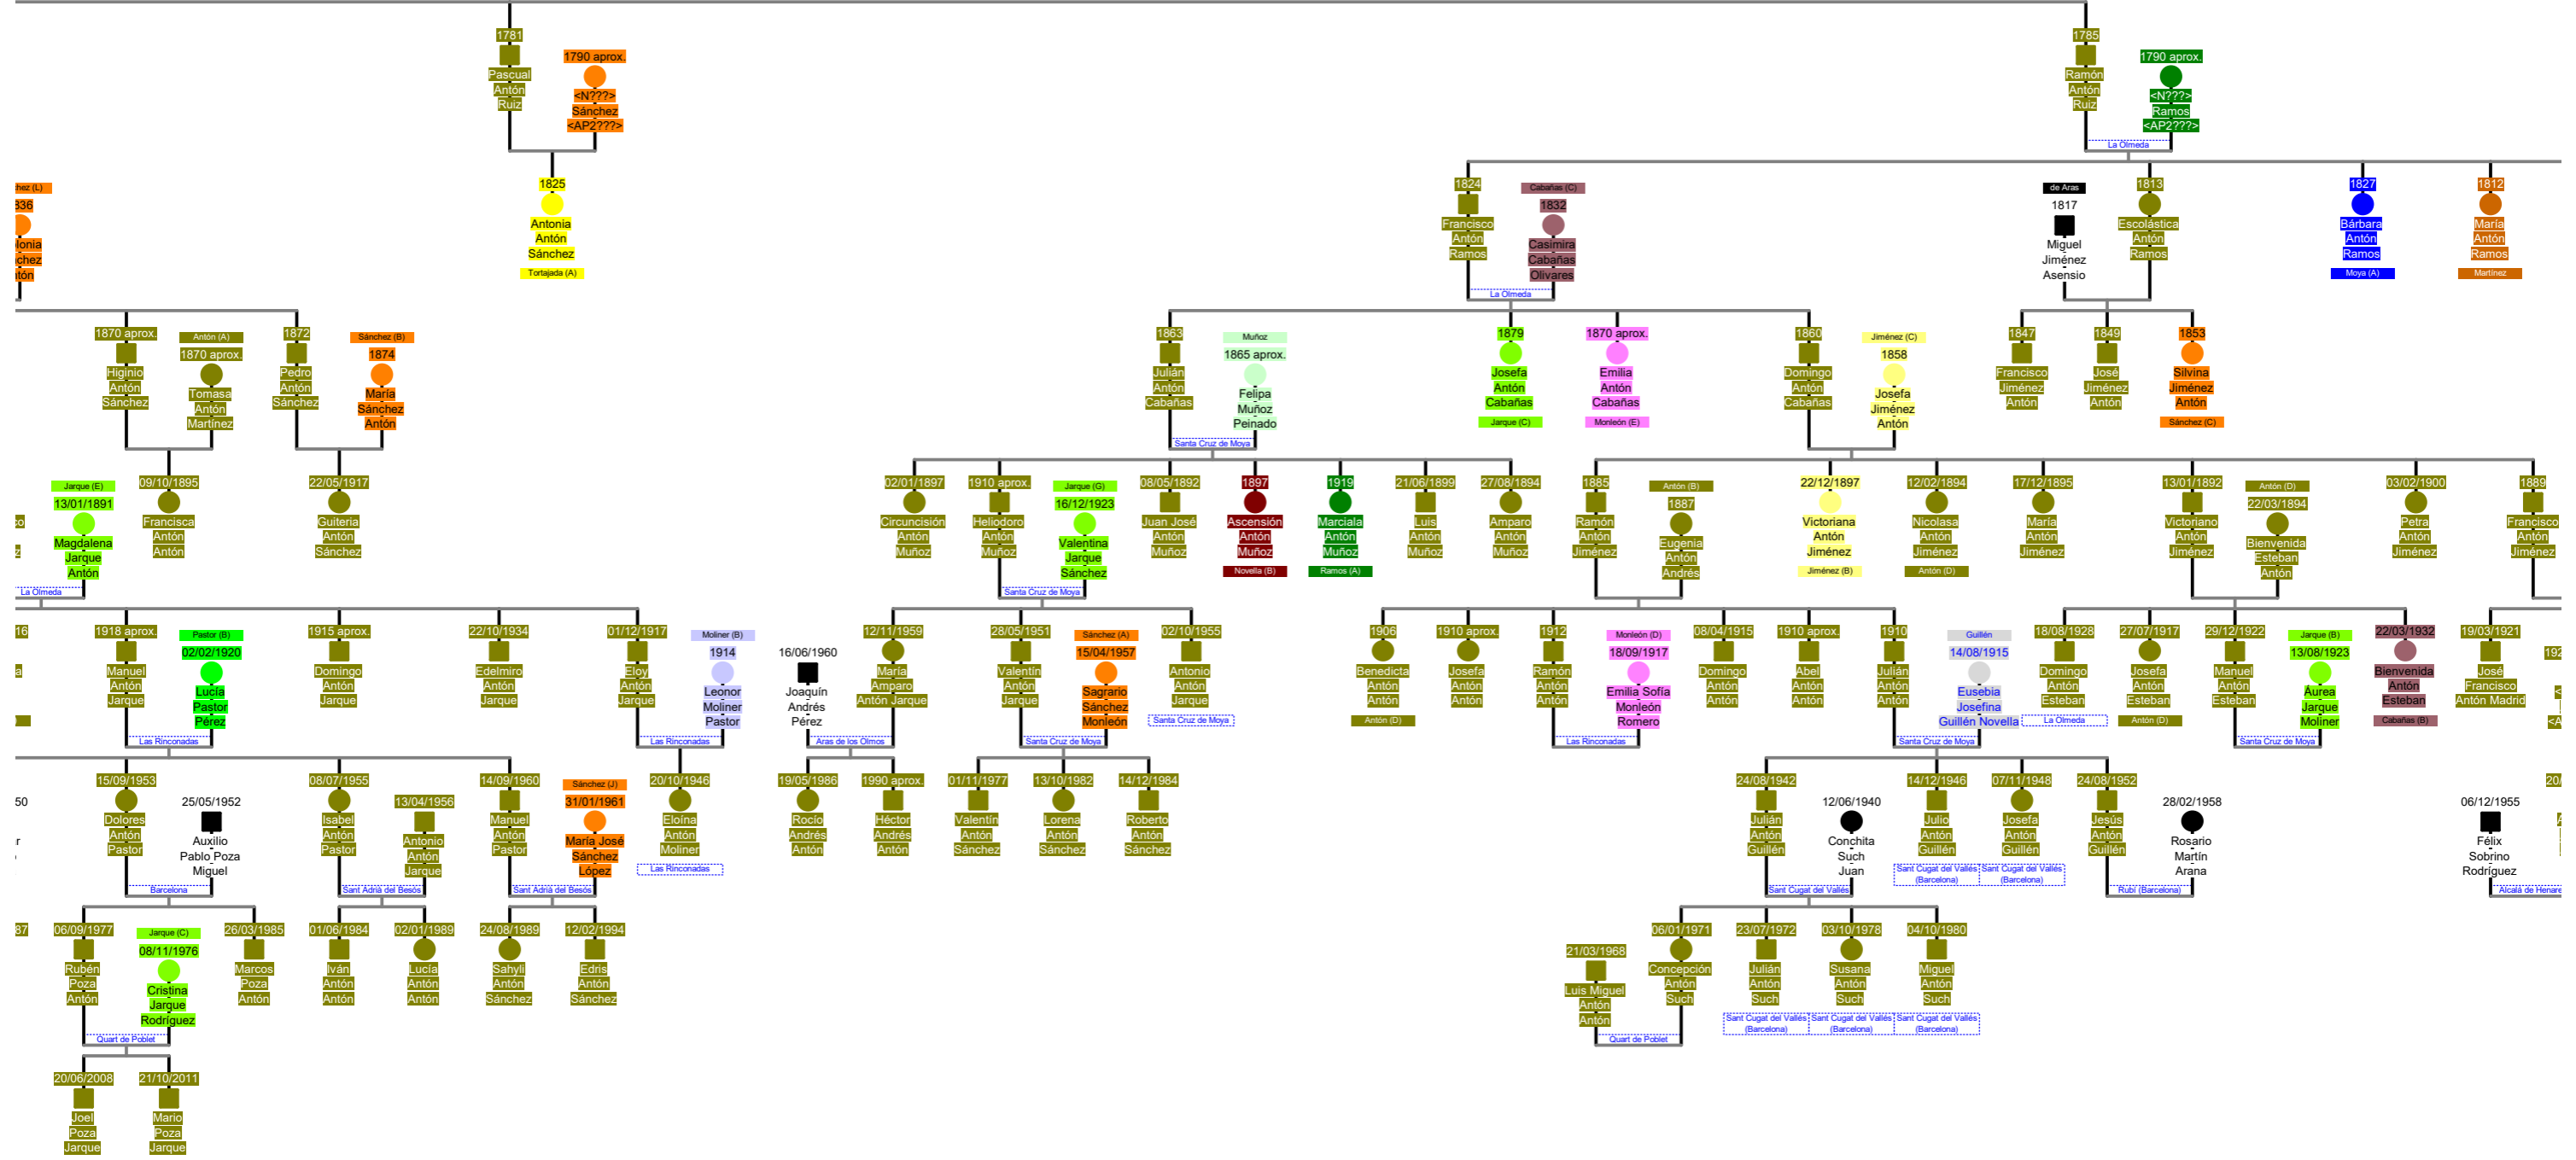 1781
Pascual
Antón
Ruiz
1790 aprox.
<N???>
Sánchez
<AP2???>
1785
Ramón
Antón
Ruiz
1790 aprox.
<N???>
Ramos
<AP2???>
La Olmeda
1825
Antonia
Antón
Sánchez
Tortajada (A)
1824
Francisco
Antón
Ramos
Cabañas (C)
1832
Casimira
Cabañas
Olivares
La Olmeda
de Aras
1817
Miguel
Jiménez
Asensio
1813
Escolástica
Antón
Ramos
1827
Bárbara
Antón
Ramos
Moya (A)
1812
María
Antón
Ramos
Martínez
1870 aprox.
Higinio
Antón
Sánchez
Antón (A)
1870 aprox.
Tomasa
Antón
Martínez
1872
Pedro
Antón
Sánchez
Sánchez (B)
1874
María
Sánchez
Antón
1863
Julián
Antón
Cabañas
Muñoz
1865 aprox.
Felipa
Muñoz
Peinado
Santa Cruz de Moya
1879
Josefa
Antón
Cabañas
Jarque (C)
1870 aprox.
Emilia
Antón
Cabañas
Monleón (E)
1860
Domingo
Antón
Cabañas
Jiménez (C)
1858
Josefa
Jiménez
Antón
1847
Francisco
Jiménez
Antón
1849
José
Jiménez
Antón
1853
Silvina
Jiménez
Antón
Sánchez (C)
Jarque (E)
13/01/1891
Magdalena
Jarque
Antón
La Olmeda
09/10/1895
Francisca
Antón
Antón
22/05/1917
Guiteria
Antón
Sánchez
02/01/1897
Circuncisión
Antón
Muñoz
1910 aprox.
Heliodoro
Antón
Muñoz
Jarque (G)
16/12/1923
Valentina
Jarque
Sánchez
Santa Cruz de Moya
08/05/1892
Juan José
Antón
Muñoz
1897
Ascensión
Antón
Muñoz
Novella (B)
1919
Marciala
Antón
Muñoz
Ramos (A)
21/06/1899
Luis
Antón
Muñoz
27/08/1894
Amparo
Antón
Muñoz
1885
Ramón
Antón
Jiménez
Antón (B)
1887
Eugenia
Antón
Andrés
22/12/1897
Victoriana
Antón
Jiménez
Jiménez (B)
12/02/1894
Nicolasa
Antón
Jiménez
Antón (D)
17/12/1895
María
Antón
Jiménez
13/01/1892
Victoriano
Antón
Jiménez
Antón (D)
22/03/1894
Bienvenida
Esteban
Antón
03/02/1900
Petra
Antón
Jiménez
1889
Francisco
Antón
Jiménez
1918 aprox.
Manuel
Antón
Jarque
Pastor (B)
02/02/1920
Lucía
Pastor
Pérez
Las Rinconadas
1915 aprox.
Domingo
Antón
Jarque
22/10/1934
Edelmiro
Antón
Jarque
01/12/1917
Eloy
Antón
Jarque
Moliner (B)
1914
Leonor
Moliner
Pastor
Las Rinconadas
16/06/1960
Joaquín
Andrés
Pérez
12/11/1959
María
Amparo
Antón Jarque
Aras de los Olmos
28/05/1951
Valentín
Antón
Jarque
Sánchez (A)
15/04/1957
Sagrario
Sánchez
Monleón
Santa Cruz de Moya
02/10/1955
Antonio
Antón
Jarque
Santa Cruz de Moya
1906
Benedicta
Antón
Antón
Antón (D)
1910 aprox.
Josefa
Antón
Antón
1912
Ramón
Antón
Antón
Monleón (D)
18/09/1917
Emilia Sofía
Monleón
Romero
Las Rinconadas
08/04/1915
Domingo
Antón
Antón
1910 aprox.
Abel
Antón
Antón
1910
Julián
Antón
Antón
Guillén
14/08/1915
Eusebia
Josefina
Guillén Novella
Santa Cruz de Moya
18/08/1928
Domingo
Antón
Esteban
La Olmeda
27/07/1917
Josefa
Antón
Esteban
Antón (D)
29/12/1922
Manuel
Antón
Esteban
Jarque (B)
13/08/1923
Áurea
Jarque
Moliner
Santa Cruz de Moya
22/03/1932
Bienvenida
Antón
Esteban
Cabañas (B)
19/03/1921
José
Francisco
Antón Madrid
15/09/1953
Dolores
Antón
Pastor
25/05/1952
Auxilio
Pablo Poza
Miguel
Barcelona
08/07/1955
Isabel
Antón
Pastor
13/04/1956
Antonio
Antón
Jarque
Sant Adrià del Besós
14/09/1960
Manuel
Antón
Pastor
Sánchez (J)
31/01/1961
María José
Sánchez
López
Sant Adrià del Besós
20/10/1946
Eloína
Antón
Moliner
Las Rinconadas
19/05/1986
Rocío
Andrés
Antón
1990 aprox.
Héctor
Andrés
Antón
01/11/1977
Valentín
Antón
Sánchez
13/10/1982
Lorena
Antón
Sánchez
14/12/1984
Roberto
Antón
Sánchez
24/08/1942
Julián
Antón
Guillén
12/06/1940
Conchita
Such
Juan
Sant Cugat del Vallés
14/12/1946
Julio
Antón
Guillén
Sant Cugat del Vallés
(Barcelona)
07/11/1948
Josefa
Antón
Guillén
Sant Cugat del Vallés
(Barcelona)
24/08/1952
Jesús
Antón
Guillén
28/02/1958
Rosario
Martín
Arana
Rubí (Barcelona)
06/12/1955
Félix
Sobrino
Rodríguez
Alcalá de Henare
06/09/1977
Rubén
Poza
Antón
Jarque (C)
08/11/1976
Cristina
Jarque
Rodríguez
Quart de Poblet
26/03/1985
Marcos
Poza
Antón
01/06/1984
Iván
Antón
Antón
02/01/1989
Lucía
Antón
Antón
24/08/1989
Sahyli
Antón
Sánchez
12/02/1994
Edris
Antón
Sánchez
21/03/1968
Luis Miguel
Antón
Antón
06/01/1971
Concepción
Antón
Such
Quart de Poblet
23/07/1972
Julián
Antón
Such
Sant Cugat del Vallés
(Barcelona)
03/10/1978
Susana
Antón
Such
Sant Cugat del Vallés
(Barcelona)
04/10/1980
Miguel
Antón
Such
Sant Cugat del Vallés
(Barcelona)
20/06/2008
Joel
Poza
Jarque
21/10/2011
Mario
Poza
Jarque